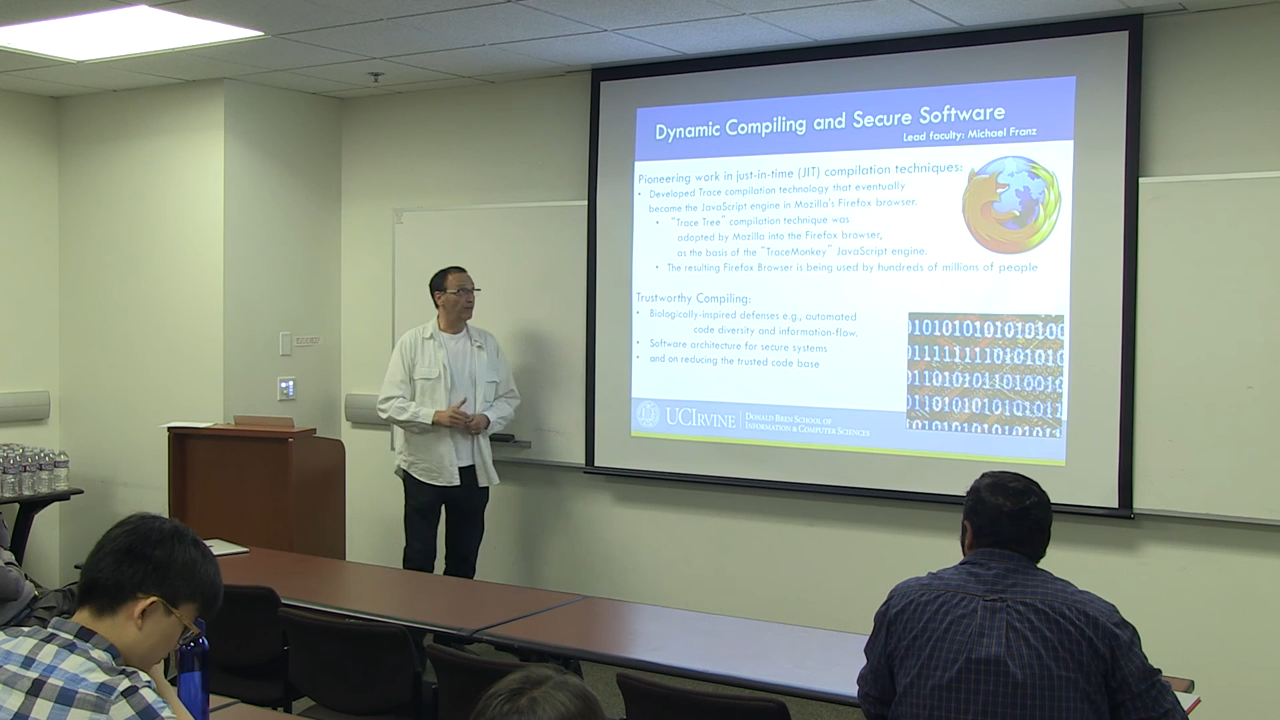 Dynamic Compiling and Secure Software
Lead faculty: Michael Franz
Pioneering work in just-in-time (JIT) compilation techniques:
• Developed Trace compilation technology that eventually
became the JavaScript engine in Mozilla's Firefox browser.
• "Trace Tree" compilation technique was
adopted by Mozilla into the Firefox browser,
as the basis of the "TraceMonkey" JavaScript engine.
• The resulting Firefox Browser is being used by hundreds of millions of people
Trustworthy Compiling:
• Biologically-inspired defenses e.g., automated
code diversity and information-flow.
• Software architecture for secure systems
• and on reducing the trusted code base
UCIRVINE
DONALD BREN SCHOOL OF
INFORMATION & COMPUTER SCIENCES